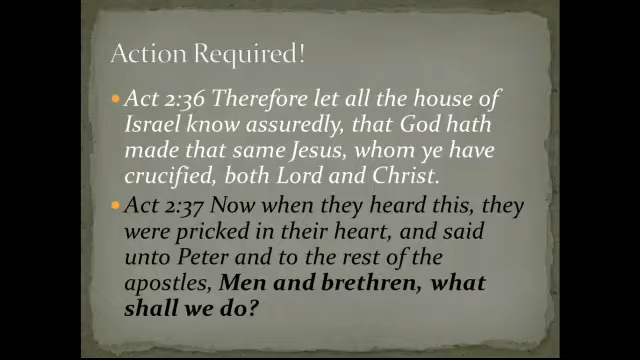 Action Required!
Act 2:36 Therefore let all the house of
Israel know assuredly, that God hath
made that same Jesus, whom ye have
crucified, both Lord and Christ.
Act 2:37 Now when they heard this, they
were pricked in their heart, and said
unto Peter and to the rest of the
apostles, Men and brethren, what
shall we do?